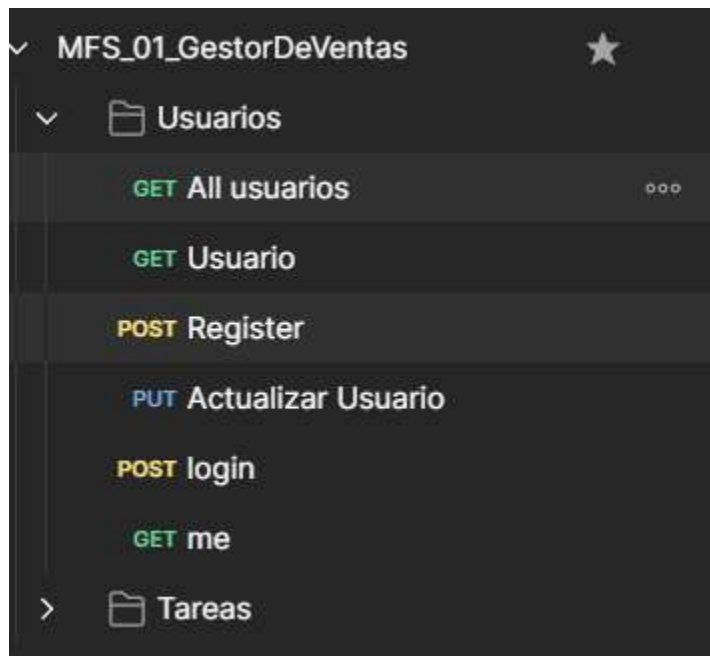 MFS_01_GestorDeVentas
Usuarios
GET All usuarios
GET Usuario
POST Register
PUT Actualizar Usuario
POST login
GET me
Tareas